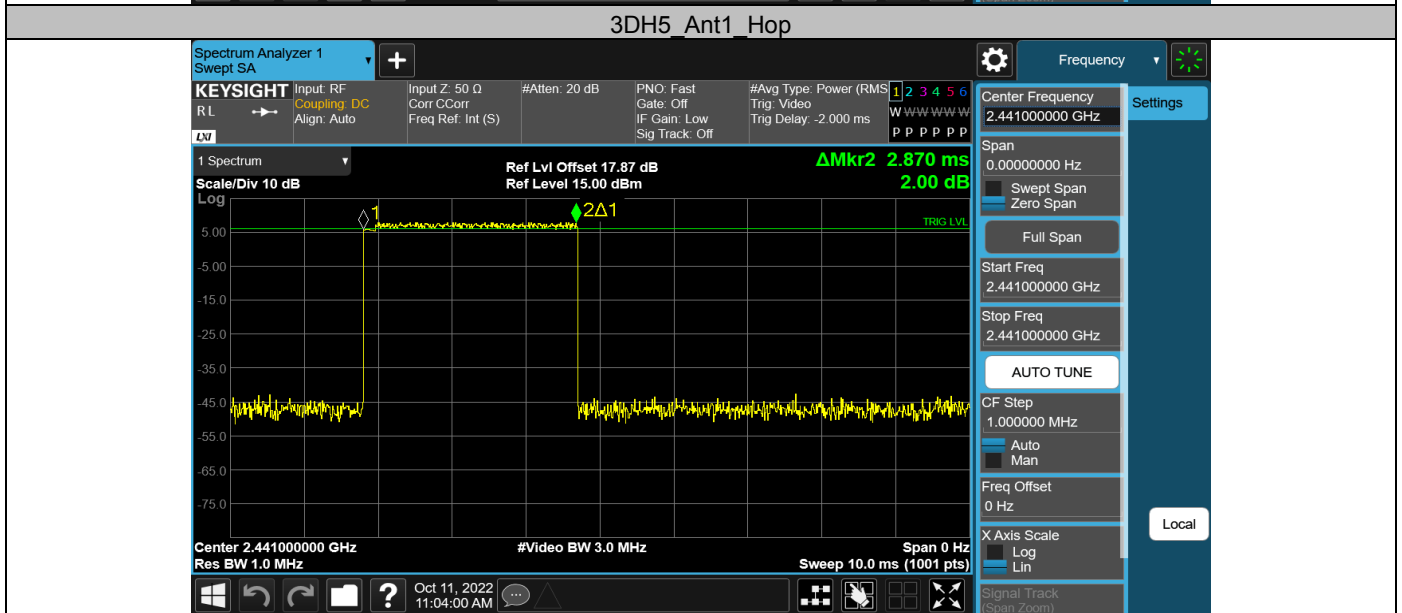 3DH5_Ant1_Hop
Spectrum Analyzer 1
Swept SA
Frequency
KEYSIGHT
RL
LXI
Input: RF
Coupling: DC
Align: Auto
Input Z: 50 Ω
Corr CCorr
Freq Ref: Int (S)
#Atten: 20 dB
PNO: Fast
Gate: Off
IF Gain: Low
Sig Track: Off
#Avg Type: Power (RMS
Trig: Video
Trig Delay: -2.000 ms
1 2 3 4 5 6
W W W W W W
P P P P P P
Center Frequency
2.441000000 GHz
Settings
Span
0.00000000 Hz
Swept Span
Zero Span
Full Span
Start Freq
2.441000000 GHz
Stop Freq
2.441000000 GHz
AUTO TUNE
CF Step
1.000000 MHz
Auto
Man
Freq Offset
0 Hz
X Axis Scale
Log
Lin
Signal Track
(Span Zoom)
Local
1 Spectrum
Scale/Div 10 dB
Log
Ref Lvl Offset 17.87 dB
Ref Level 15.00 dBm
ΔMkr2 2.870 ms
2.00 dB
1
2Δ1
TRIG LVL
5.00
-5.00
-15.0
-25.0
-35.0
-45.0
-55.0
-65.0
-75.0
Center 2.441000000 GHz
Res BW 1.0 MHz
#Video BW 3.0 MHz
Span 0 Hz
Sweep 10.0 ms (1001 pts)
Oct 11, 2022
11:04:00 AM